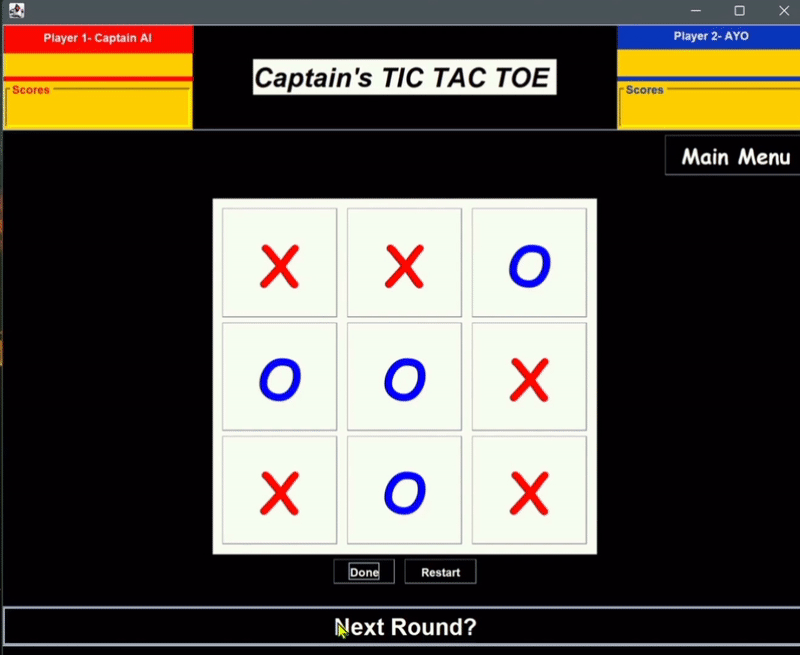 Player 1- Captain AI
Player 2- AYO
Captain's TIC TAC TOE
Scores
Scores
Main Menu
X X O
O O X
X O X
Done Restart
Next Round?